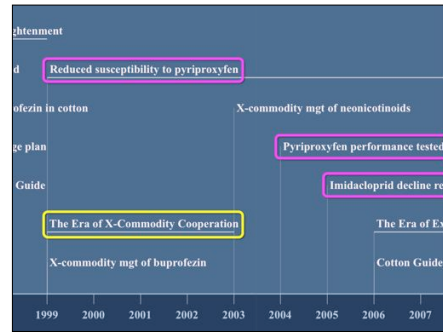 ghtenment
d Reduced susceptibility to pyriproxyfen
ofezin in cotton X-commodity mgt of neonicotinoids
ge plan Pyriproxyfen performance tested
Guide Imidacloprid decline re
The Era of X-Commodity Cooperation The Era of Ex
X-commodity mgt of buprofezin Cotton Guide
1999 2000 2001 2002 2003 2004 2005 2006 2007